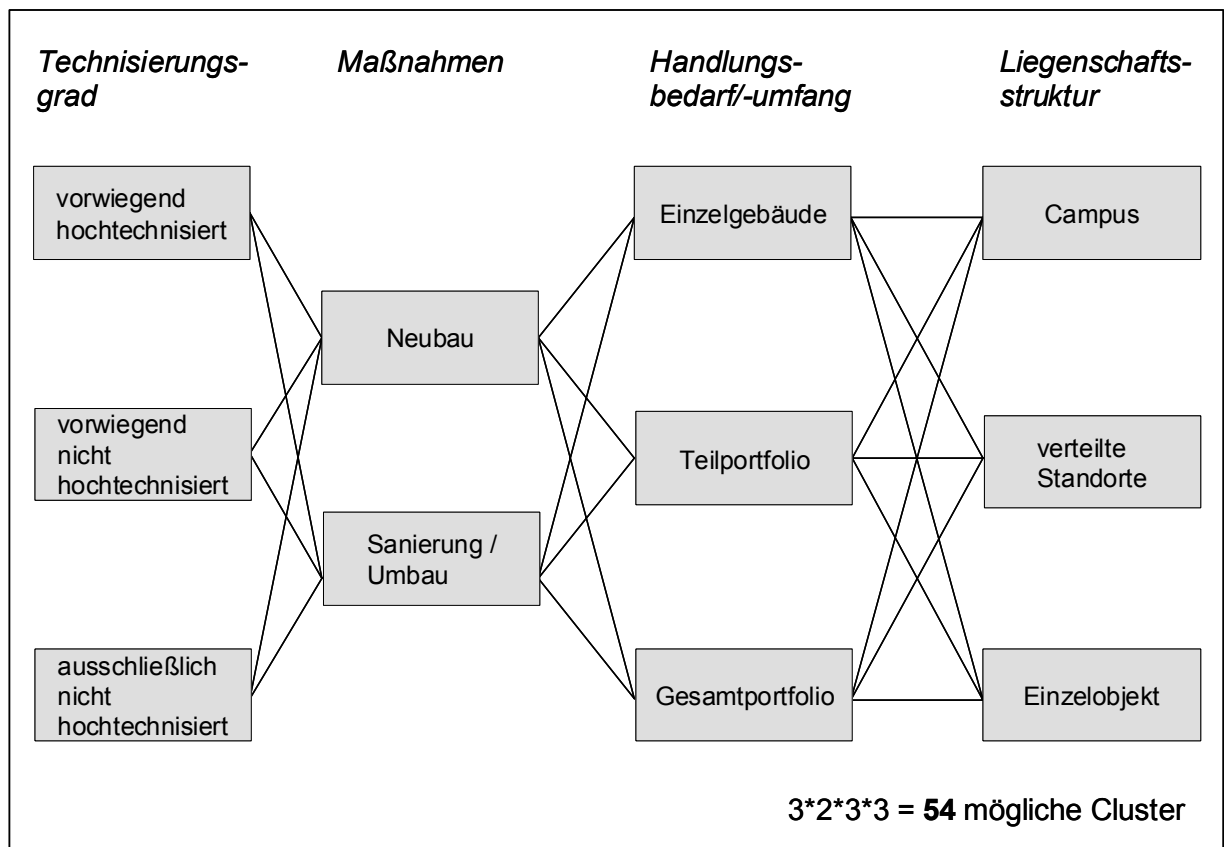 Technisierungs-
grad
Maßnahmen
Handlungs-
bedarf/-umfang
Liegenschafts-
struktur
vorwiegend
hochtechnisiert
Einzelgebäude
Campus
Neubau
vorwiegend
nicht
hochtechnisiert
Teilportfolio
verteilte
Standorte
Sanierung /
Umbau
ausschließlich
nicht
hochtechnisiert
Gesamtportfolio
Einzelobjekt
3*2*3*3 = 54 mögliche Cluster